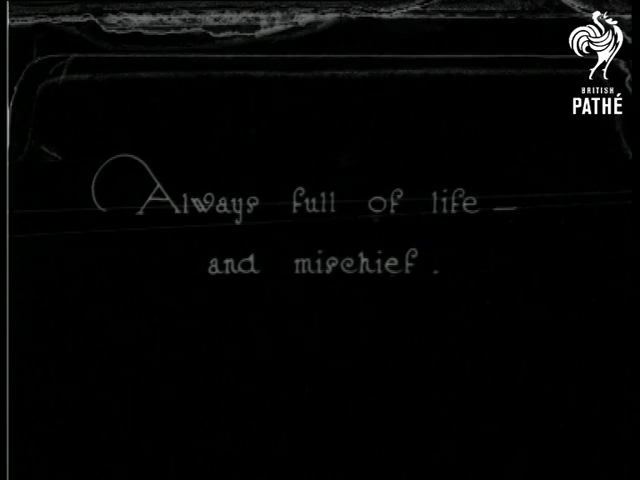 BRITISH
PATHÉ
Always full of life —
and mischief.